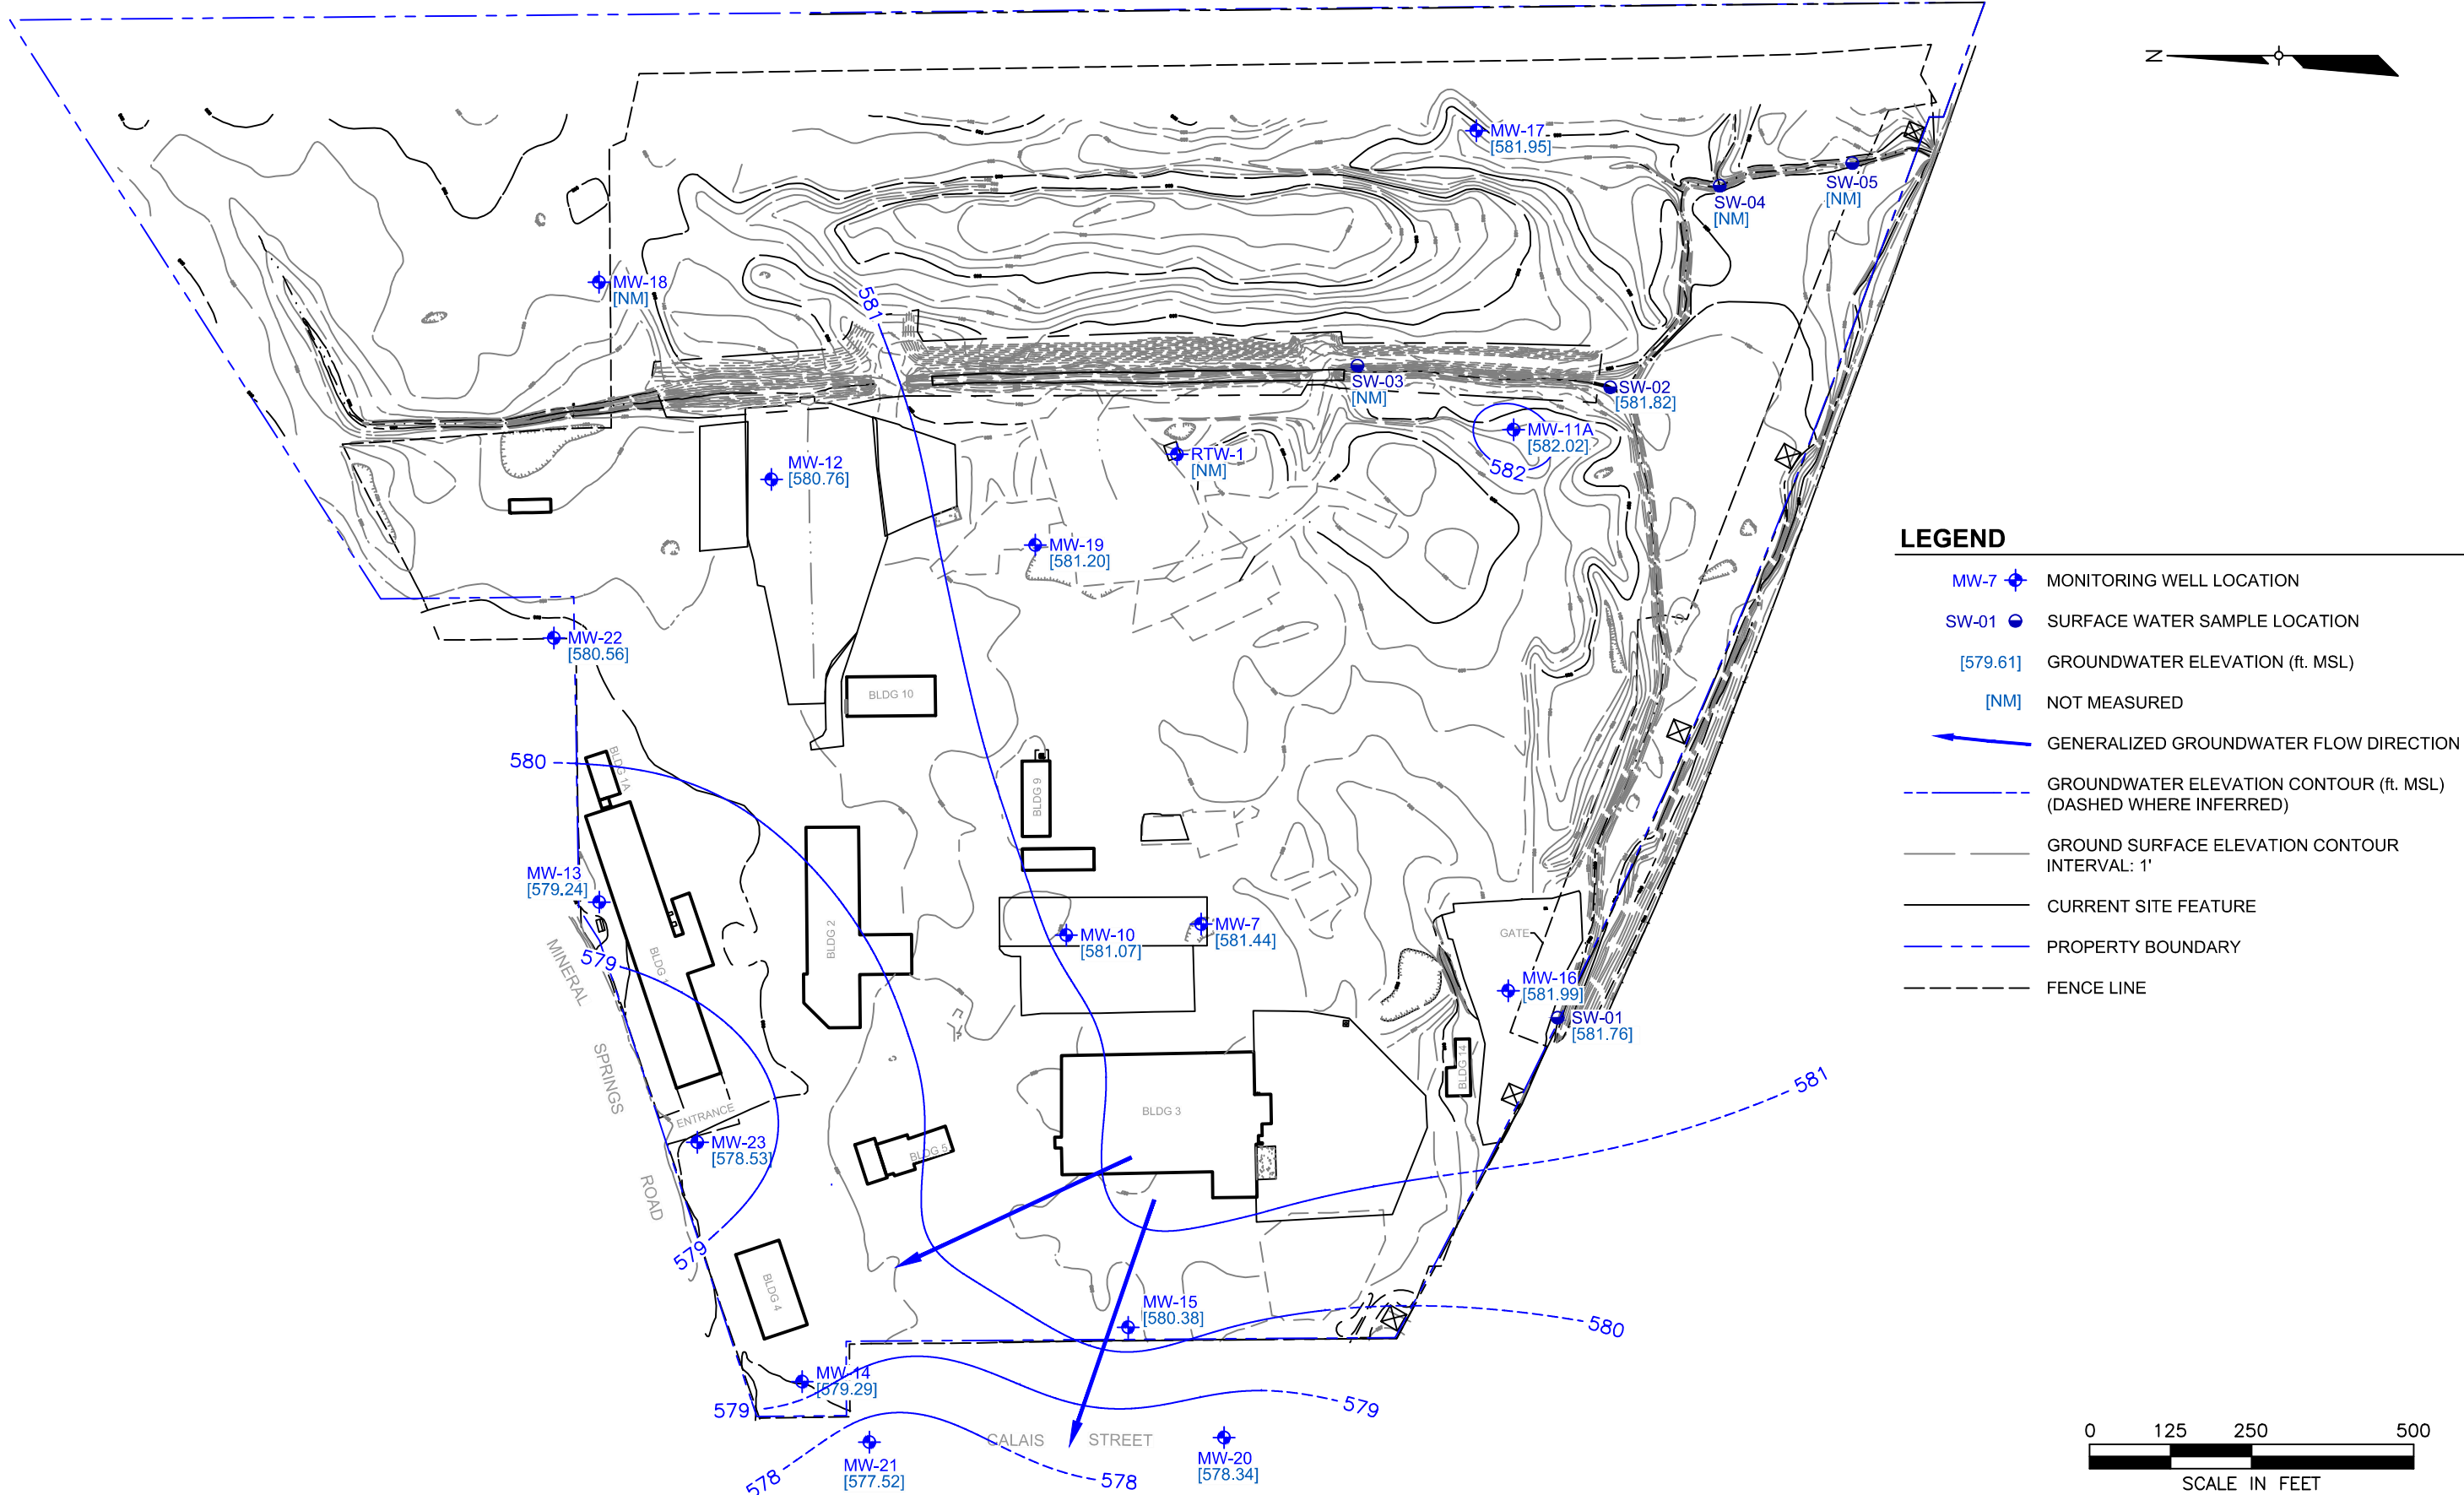 N
MW-17
[581.95]
SW-05
[NM]
SW-04
[NM]
MW-18
[NM]
581
SW-03
[NM]
SW-02
[581.82]
MW-11A
[582.02]
582
RTW-1
[NM]
MW-12
[580.76]
MW-19
[581.20]
MW-22
[580.56]
BLDG 10
580
BLDG 1A
BLDG 9
MW-13
[579.24]
BLDG 2
BLDG 1
MW-10
[581.07]
MW-7
[581.44]
GATE
MW-16
[581.99]
SW-01
[581.76]
579
MINERAL
SPRINGS
ROAD
BLDG 14
581
BLDG 3
ENTRANCE
MW-23
[578.53]
BLDG 5
579
BLDG 4
MW-15
[580.38]
580
MW-14
[579.29]
579
579
CALAIS STREET
MW-21
[577.52]
MW-20
[578.34]
578
578
LEGEND
MW-7 MONITORING WELL LOCATION
SW-01 SURFACE WATER SAMPLE LOCATION
[579.61] GROUNDWATER ELEVATION (ft. MSL)
[NM] NOT MEASURED
GENERALIZED GROUNDWATER FLOW DIRECTION
GROUNDWATER ELEVATION CONTOUR (ft. MSL)
(DASHED WHERE INFERRED)
GROUND SURFACE ELEVATION CONTOUR
INTERVAL: 1'
CURRENT SITE FEATURE
PROPERTY BOUNDARY
FENCE LINE
0 125 250 500
SCALE IN FEET